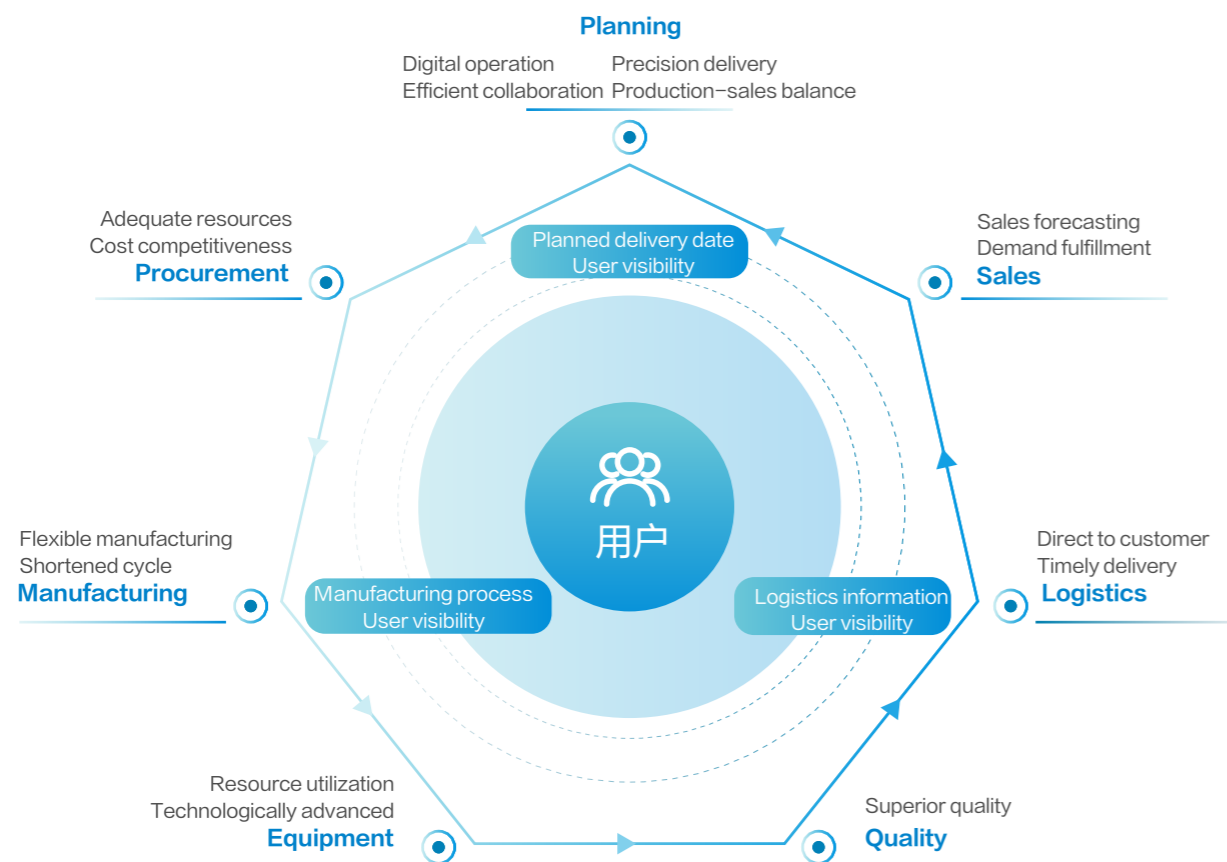 Planning
Digital operation
Efficient collaboration
Precision delivery
Production-sales balance
Adequate resources
Cost competitiveness
Procurement
Planned delivery date
User visibility
Sales forecasting
Demand fulfillment
Sales
用户
Flexible manufacturing
Shortened cycle
Manufacturing
Manufacturing process
User visibility
Logistics information
User visibility
Direct to customer
Timely delivery
Logistics
Resource utilization
Technologically advanced
Equipment
Superior quality
Quality